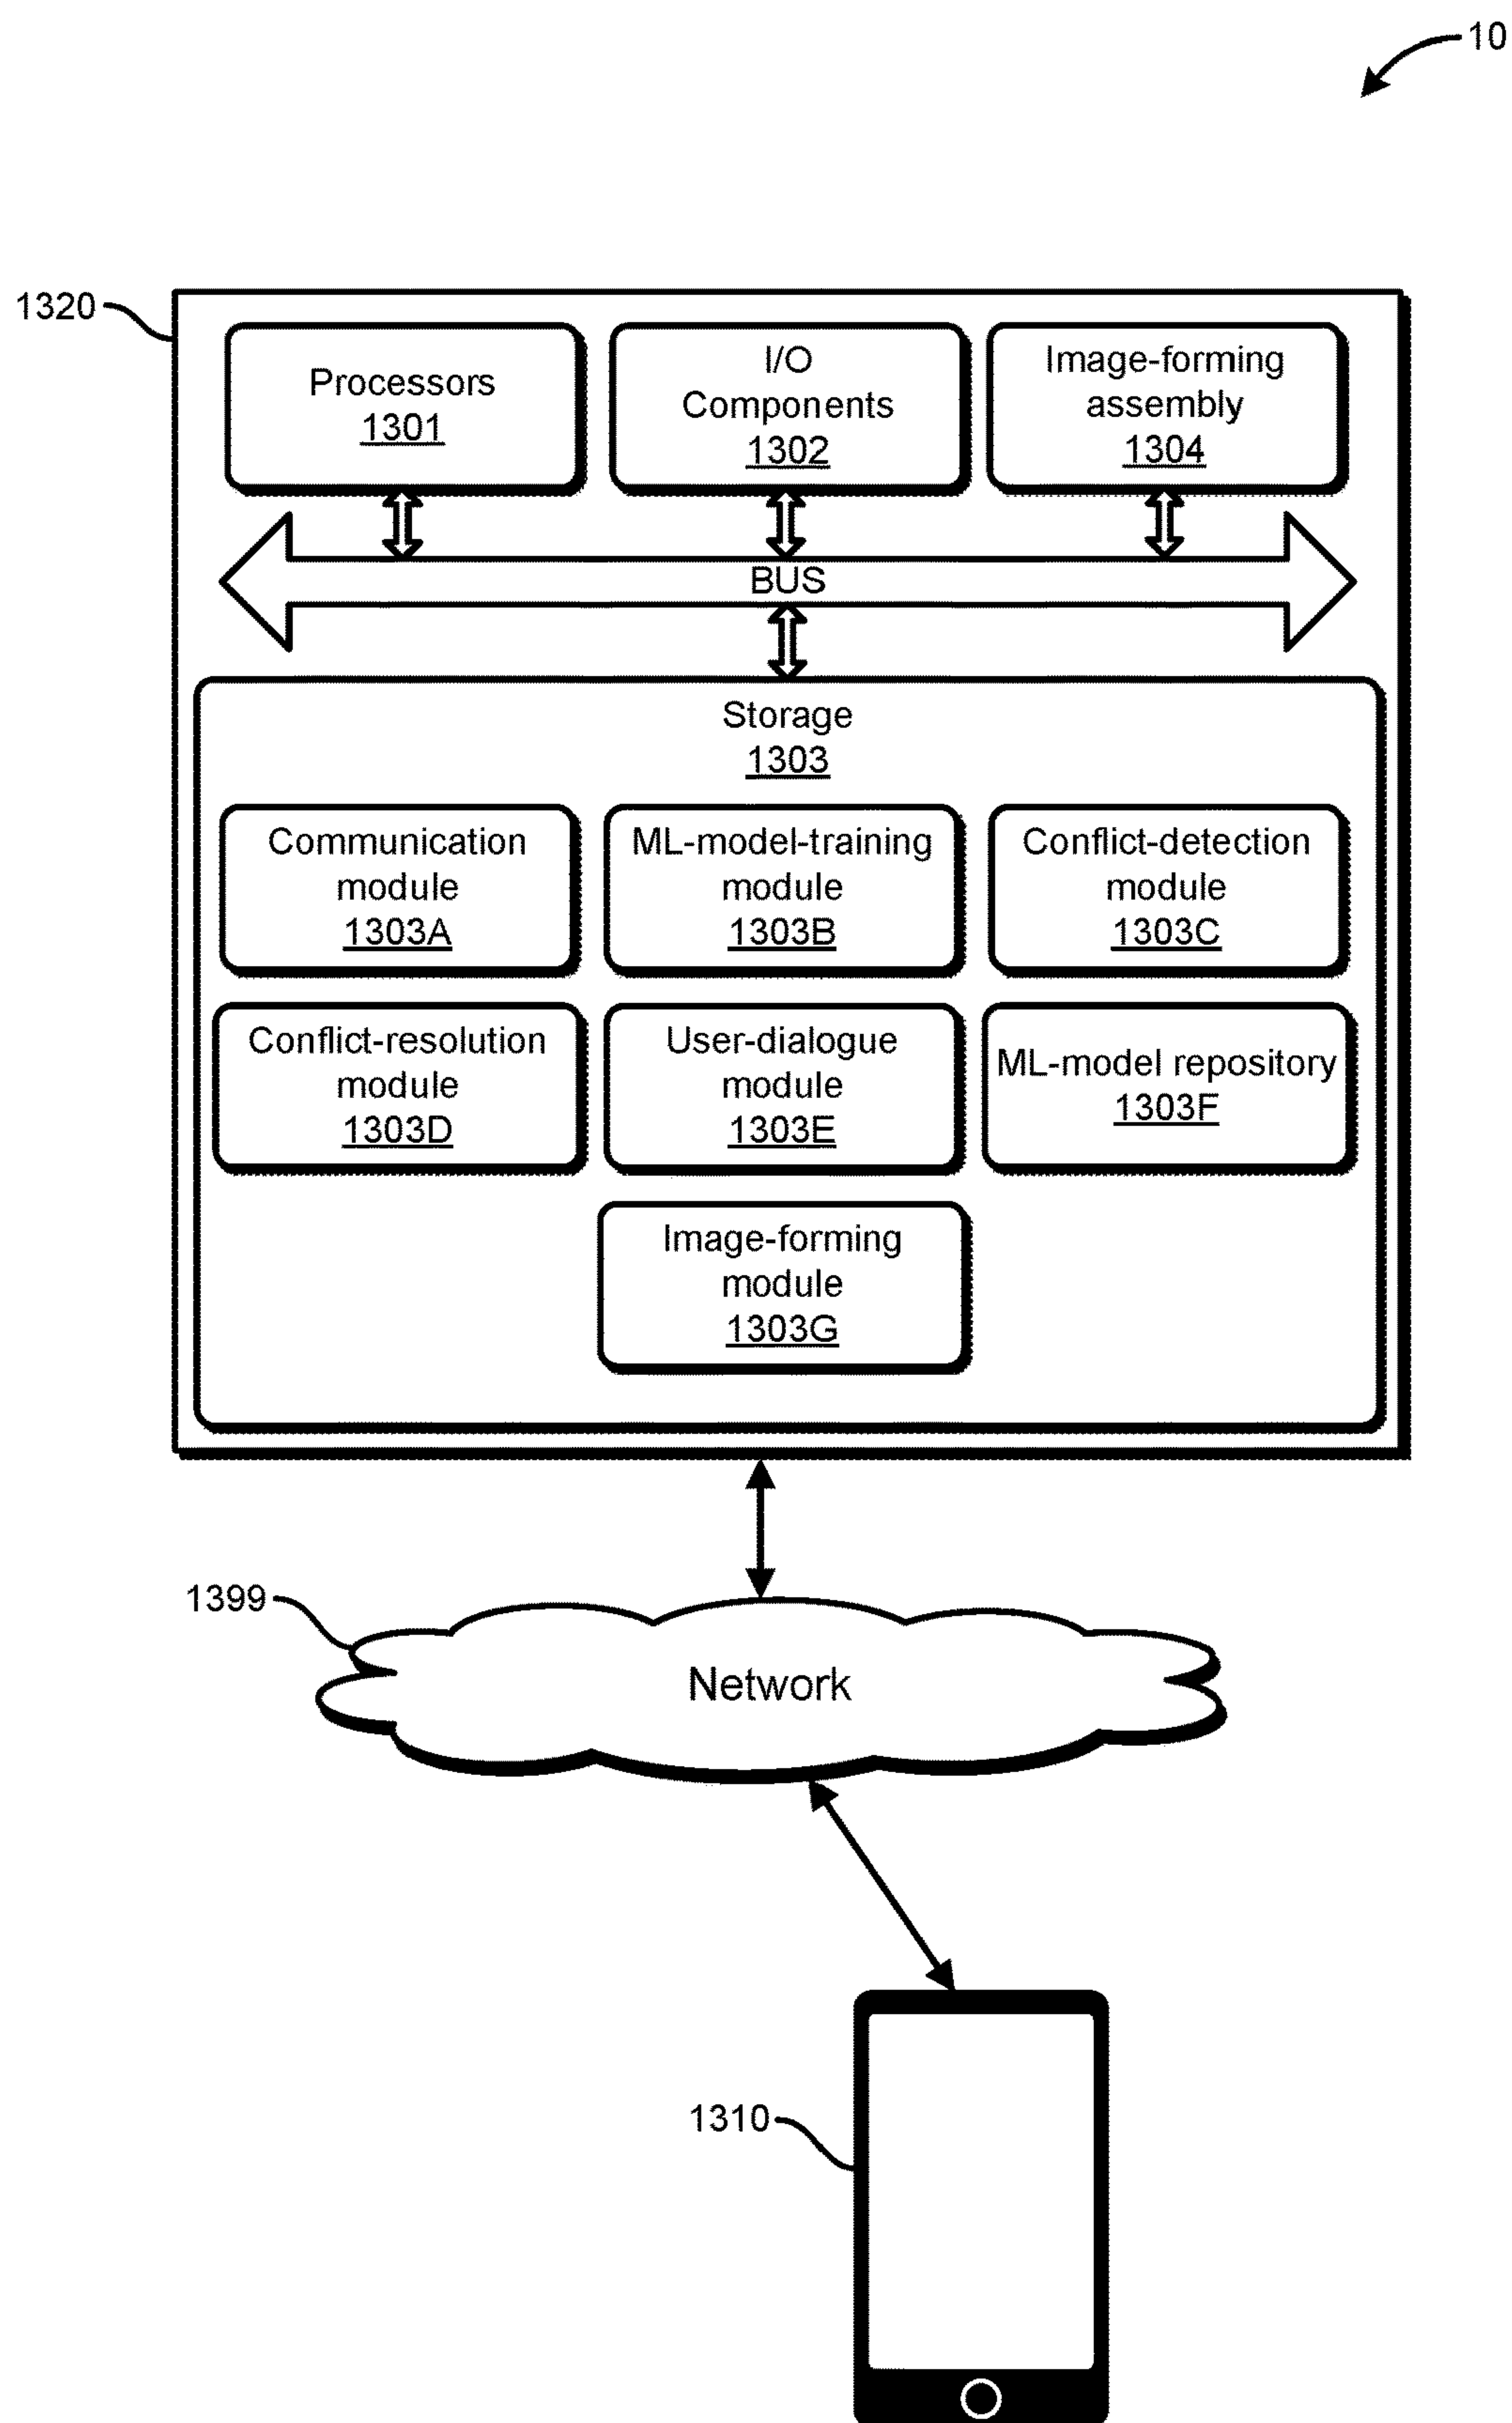 10
1320
Processors
1301
I/O
Components
1302
Image-forming
assembly
1304
BUS
Storage
1303
Communication
module
1303A
ML-model-training
module
1303B
Conflict-detection
module
1303C
Conflict-resolution
module
1303D
User-dialogue
module
1303E
ML-model repository
1303F
Image-forming
module
1303G
1399
Network
1310